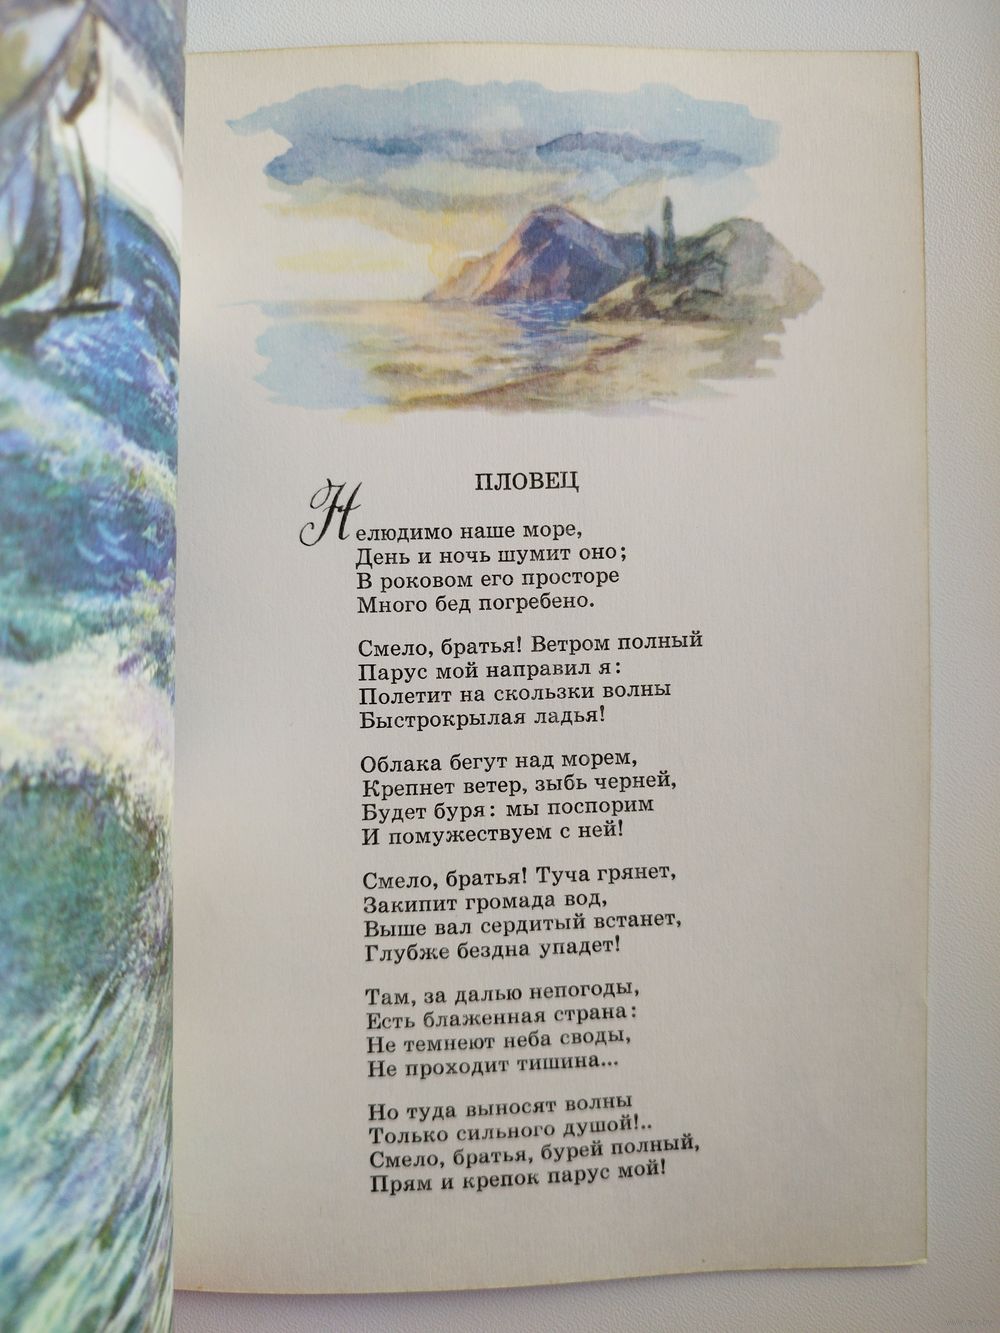 ПЛОВЕЦ
Нелюдимо наше море,
День и ночь шумит оно;
В роковом его просторе
Много бед погребено.
Смело, братья! Ветром полный
Парус мой направил я:
Полетит на скользки волны
Быстрокрылая ладья!
Облака бегут над морем,
Крепнет ветер, зыбь черней,
Будет буря: мы поспорим
И помужествуем с ней!
Смело, братья! Туча грянет,
Закипит громада вод,
Выше вал сердитый встанет,
Глубже бездна упадет!
Там, за далью непогоды,
Есть блаженная страна:
Не темнеют неба своды,
Не проходит тишина...
Но туда выносят волны
Только сильного душой!..
Смело, братья, бурей полный,
Прям и крепок парус мой!